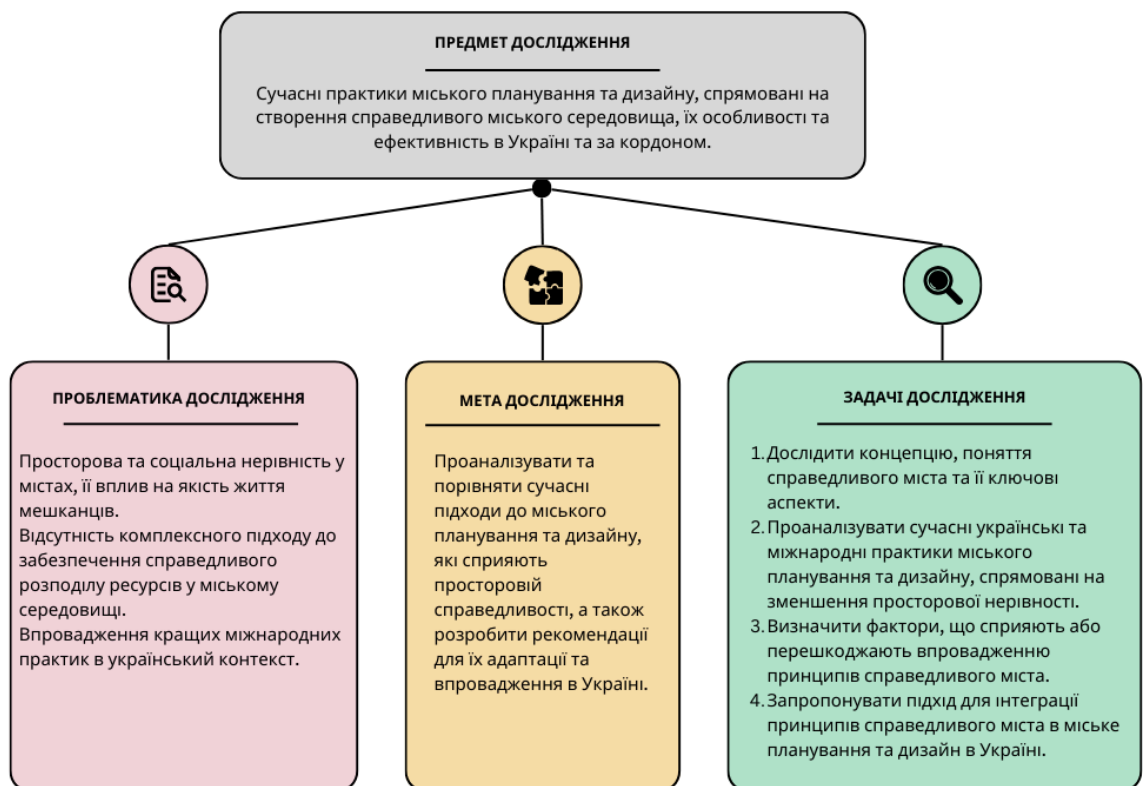 ПРЕДМЕТ ДОСЛІДЖЕННЯ
Сучасні практики міського планування та дизайну, спрямовані на
створення справедливого міського середовища, їх особливості та
ефективність в Україні та за кордоном.
ПРОБЛЕМАТИКА ДОСЛІДЖЕННЯ
Просторова та соціальна нерівність у
містах, її вплив на якість життя
мешканців.
Відсутність комплексного підходу до
забезпечення справедливого
розподілу ресурсів у міському
середовищі.
Впровадження кращих міжнародних
практик в український контекст.
МЕТА ДОСЛІДЖЕННЯ
Проаналізувати та
порівняти сучасні
підходи до міського
планування та дизайну,
які сприяють
просторовій
справедливості, а також
розробити рекомендації
для їх адаптації та
впровадження в Україні.
ЗАДАЧІ ДОСЛІДЖЕННЯ
1. Дослідити концепцію, поняття
справедливого міста та її ключові
аспекти.
2. Проаналізувати сучасні українські та
міжнародні практики міського
планування та дизайну, спрямовані на
зменшення просторової нерівності.
3. Визначити фактори, що сприяють або
перешкоджають впровадженню
принципів справедливого міста.
4. Запропонувати підхід для інтеграції
принципів справедливого міста в міське
планування та дизайн в Україні.